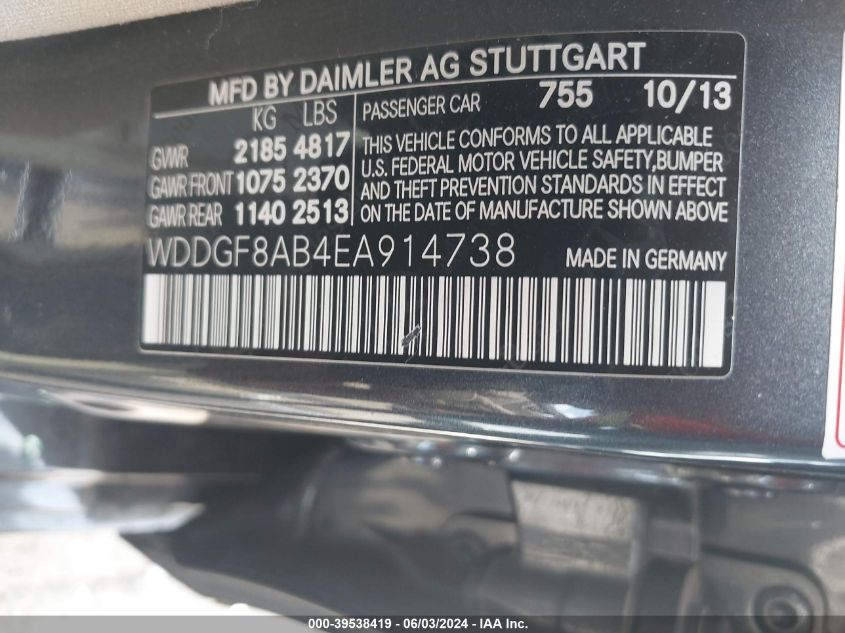 MFD BY DAIMLER AG STUTTGART
KG LBS
GVWR 2185 4817
GAWR FRONT 1075 2370
GAWR REAR 1140 2513
PASSENGER CAR 755 10/13
THIS VEHICLE CONFORMS TO ALL APPLICABLE
U.S. FEDERAL MOTOR VEHICLE SAFETY,BUMPER
AND THEFT PREVENTION STANDARDS IN EFFECT
ON THE DATE OF MANUFACTURE SHOWN ABOVE
WDDGF8AB4EA914738 MADE IN GERMANY
000-39538419 - 06/03/2024 - IAA Inc.